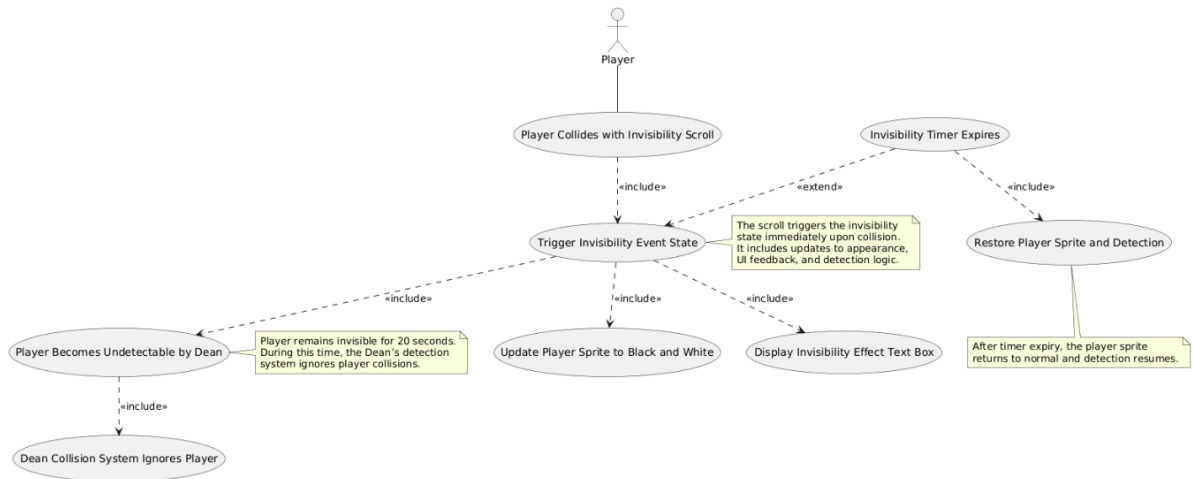 Player
Player Collides with Invisibility Scroll
Invisibility Timer Expires
«include»
«extend»
«include»
Trigger Invisibility Event State
The scroll triggers the invisibility
state immediately upon collision.
It includes updates to appearance,
UI feedback, and detection logic.
Restore Player Sprite and Detection
«include»
«include»
«include»
Player Becomes Undetectable by Dean
Player remains invisible for 20 seconds.
During this time, the Dean's detection
system ignores player collisions.
Update Player Sprite to Black and White
Display Invisibility Effect Text Box
After timer expiry, the player sprite
returns to normal and detection resumes.
«include»
Dean Collision System Ignores Player